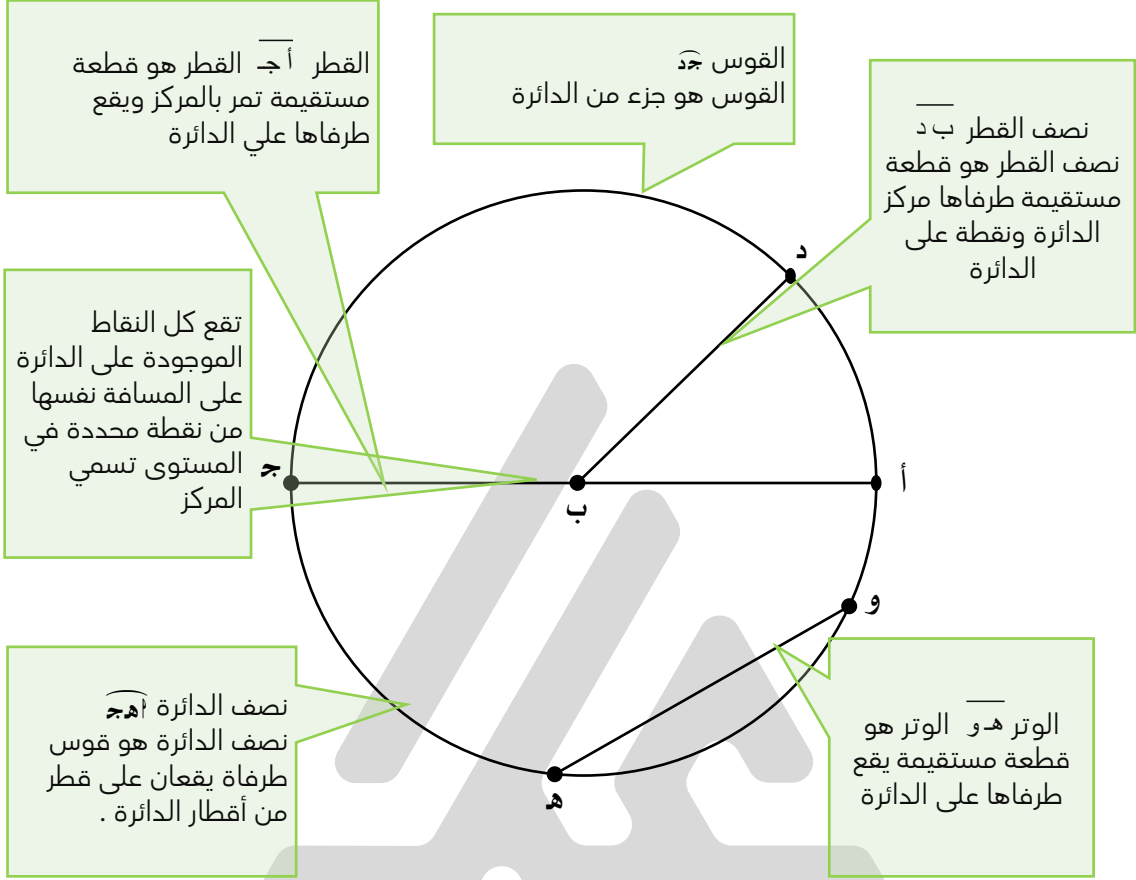 القوس جد
القوس هو جزء من الدائرة
القطر أ جـ القطر هو قطعة
مستقيمة تمر بالمركز ويقع
طرفاها علي الدائرة
نصف القطر ب د
نصف القطر هو قطعة
مستقيمة طرفاها مركز
الدائرة ونقطة على
الدائرة
د
تقع كل النقاط
الموجودة على الدائرة
على المسافة نفسها
من نقطة محددة في
المستوى تسمي
المركز
ج
ب
أ
و
نصف الدائرة أهج
نصف الدائرة هو قوس
طرفاة يقعان على قطر
من أقطار الدائرة .
الوتر هـ و الوتر هو
قطعة مستقيمة يقع
طرفاها على الدائرة
هـ